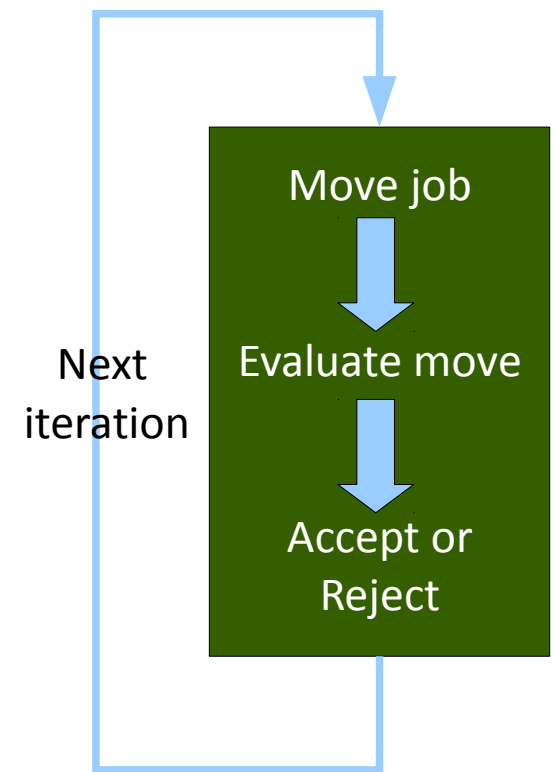 Move job
Evaluate move
Next
iteration
Accept or
Reject